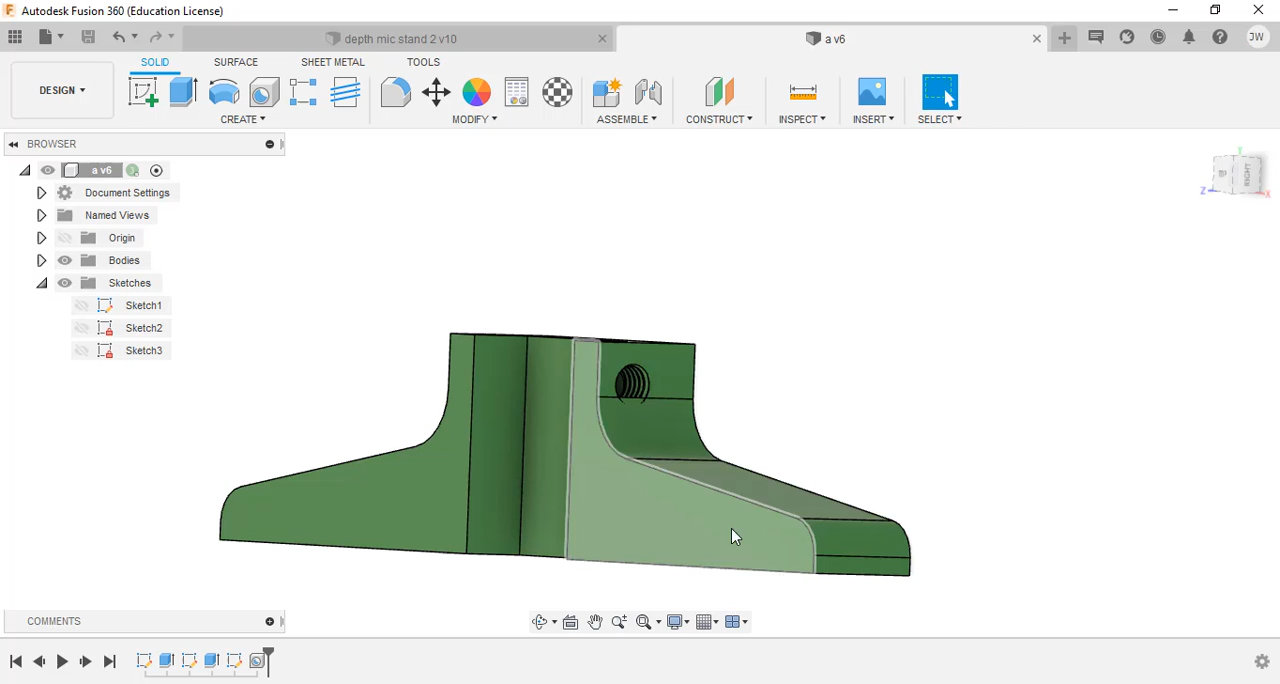 Autodesk Fusion 360 (Education License)
depth mic stand 2 v10
a v6
JW
SOLID SURFACE SHEET METAL TOOLS
DESIGN
CREATE MODIFY ASSEMBLE CONSTRUCT INSPECT INSERT SELECT
BROWSER
a v6
Document Settings
Named Views
Origin
Bodies
Sketches
Sketch1
Sketch2
Sketch3
RIGHT
Z X
COMMENTS